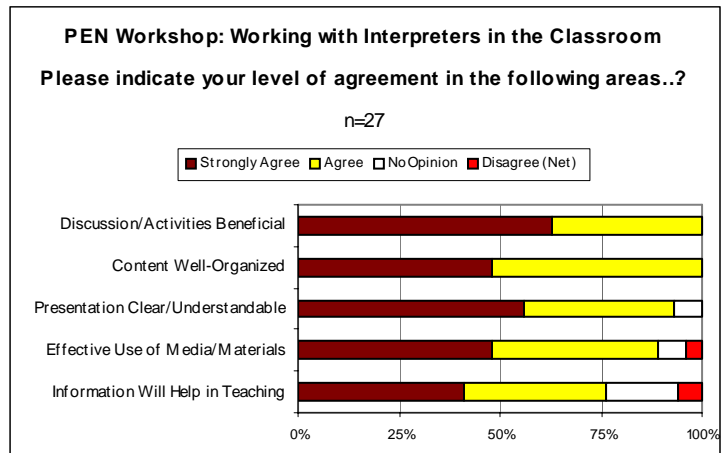 PEN Workshop: Working with Interpreters in the Classroom
Please indicate your level of agreement in the following areas..?
n=27
Strongly Agree Agree No Opinion Disagree (Net)
Discussion/Activities Beneficial
Content Well-Organized
Presentation Clear/Understandable
Effective Use of Media/Materials
Information Will Help in Teaching
0% 25% 50% 75% 100%